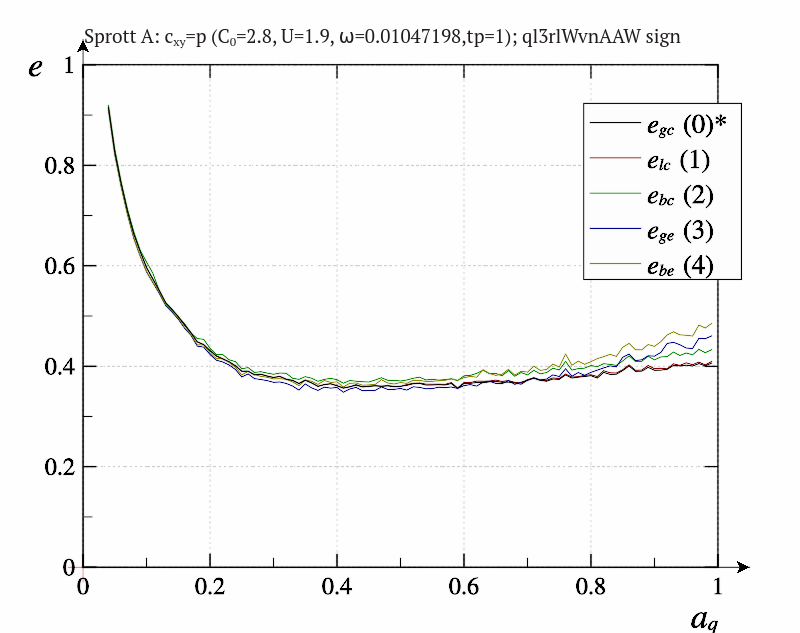 Sprott A: cxy=p (C0=2.8, U=1.9, ω=0.01047198,tp=1); ql3rlWvnAAW sign
e
1
0.8
0.6
0.4
0.2
0
0
0.2
0.4
0.6
0.8
1
aq
egc (0)*
elc (1)
ebc (2)
ege (3)
ebe (4)